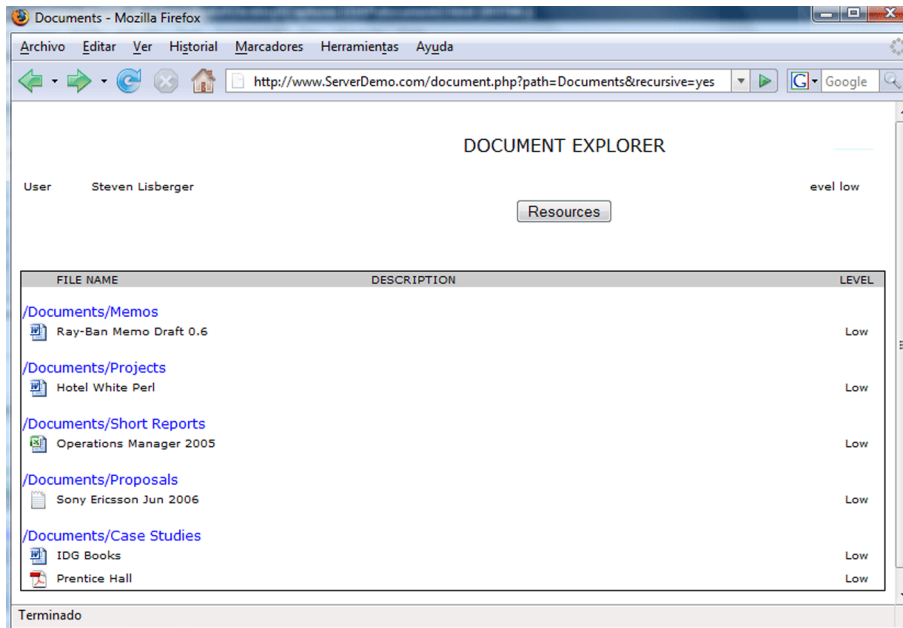 Documents - Mozilla Firefox
Archivo Editar Ver Historial Marcadores Herramientas Ayuda
http://www.ServerDemo.com/document.php?path=Documents&recursive=yes G Google
DOCUMENT EXPLORER
User Steven Lisberger evel low
Resources
FILE NAME DESCRIPTION LEVEL
/Documents/Memos
Ray-Ban Memo Draft 0.6 Low
/Documents/Projects
Hotel White Perl Low
/Documents/Short Reports
Operations Manager 2005 Low
/Documents/Proposals
Sony Ericsson Jun 2006 Low
/Documents/Case Studies
IDG Books Low
Prentice Hall Low
Terminado